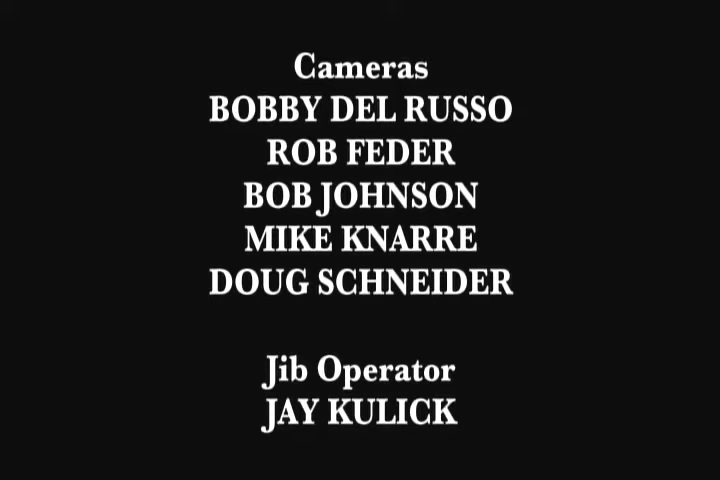 Cameras
BOBBY DEL RUSSO
ROB FEDER
BOB JOHNSON
MIKE KNARRE
DOUG SCHNEIDER
Jib Operator
JAY KULICK